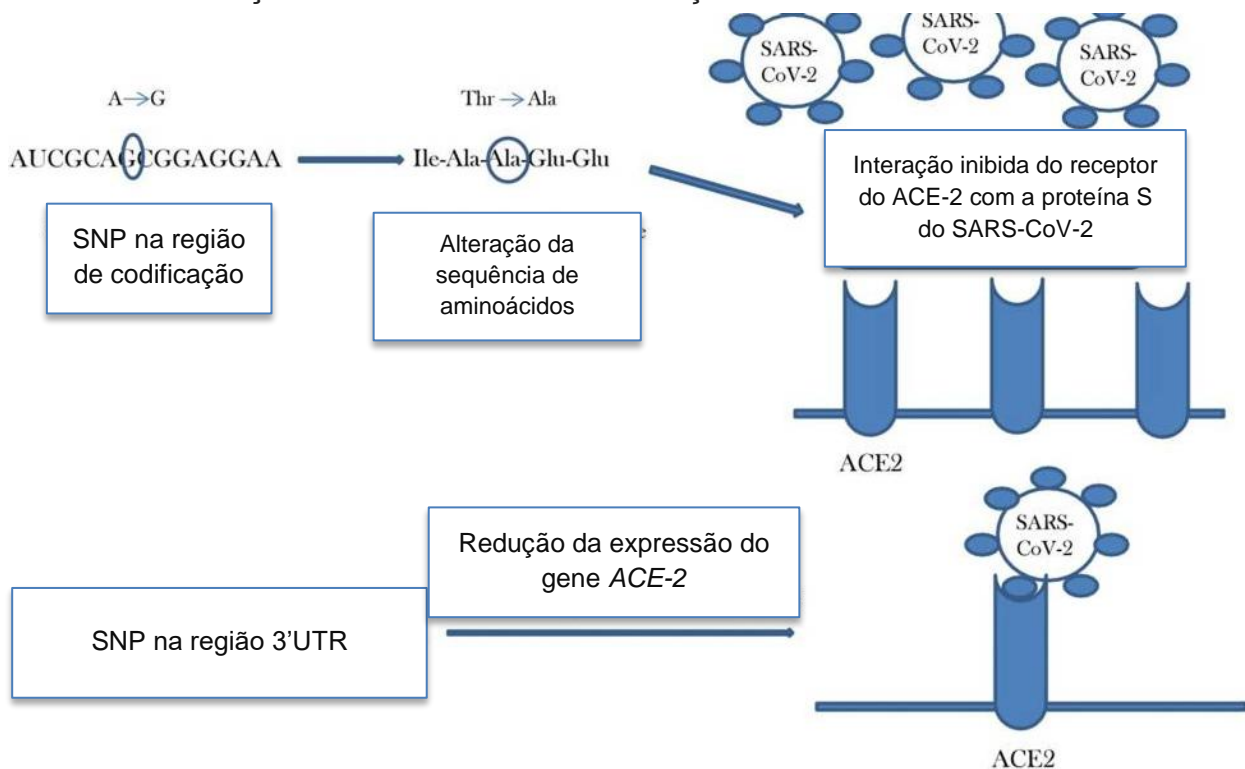 SARS-
CoV-2
SARS-
CoV-2
SARS-
CoV-2
A→G
Thr → Ala
AUCGCAGCGGAGGAA
Ile-Ala-Ala-Glu-Glu
SNP na região
de codificação
Alteração da
sequência de
aminoácidos
Interação inibida do receptor
do ACE-2 com a proteína S
do SARS-CoV-2
ACE2
SARS-
CoV-2
Redução da expressão do
gene ACE-2
SNP na região 3'UTR
ACE2